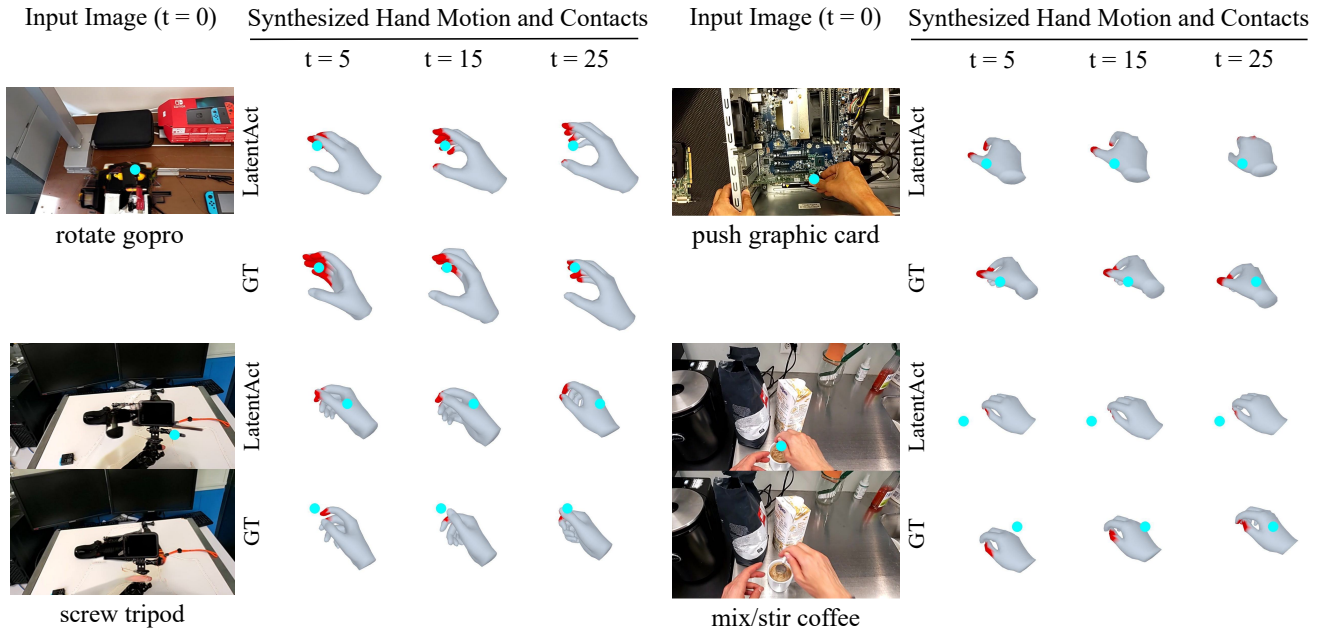 Input Image (t = 0) Synthesized Hand Motion and Contacts Input Image (t = 0) Synthesized Hand Motion and Contacts
t = 5 t = 15 t = 25 t = 5 t = 15 t = 25
LatentAct
LatentAct
rotate gopro
push graphic card
GT
GT
LatentAct
LatentAct
GT
GT
screw tripod
mix/stir coffee